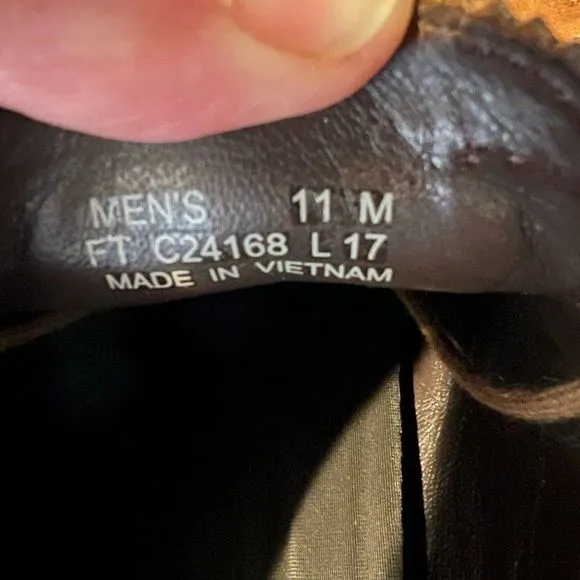 MEN'S 11 M
FT C24168 L 17
MADE IN VIETNAM